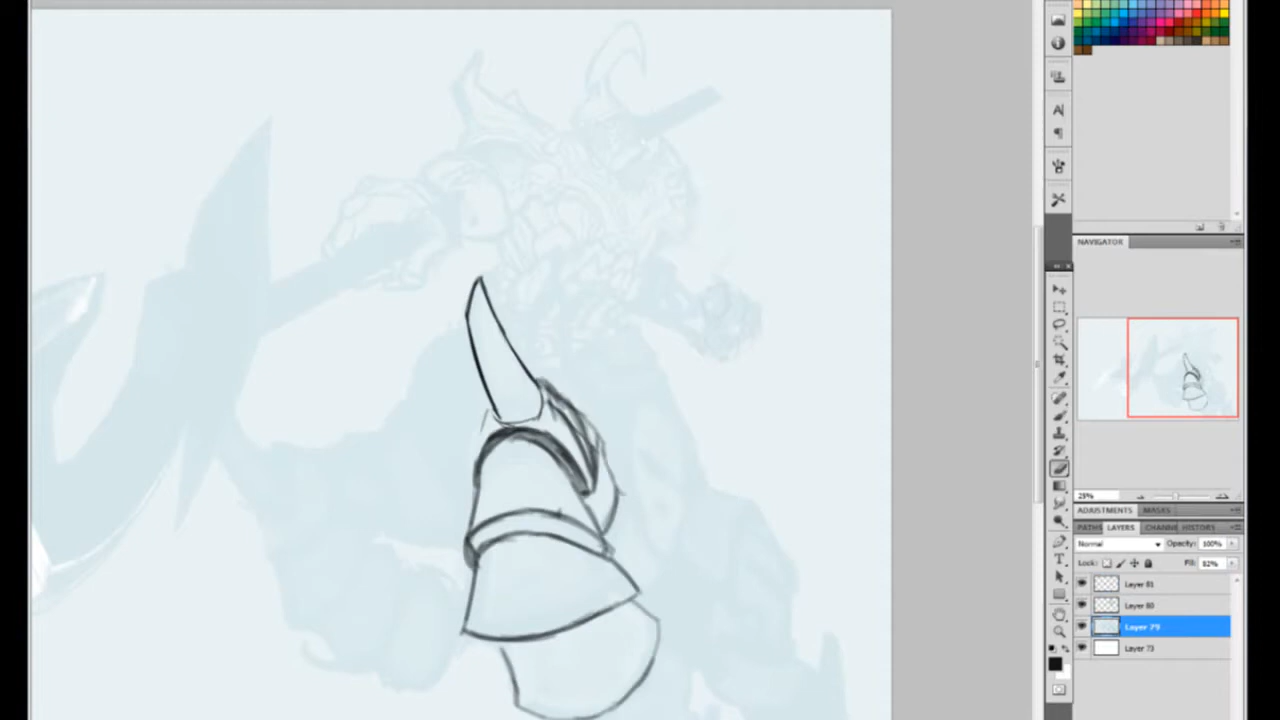 NAVIGATOR
25%
ADJUSTMENTS MASKS
PATHS LAYERS CHANNE HISTORY
Normal Opacity: 100%
Lock: Fill: 82%
Layer 81
Layer 80
Layer 79
Layer 73